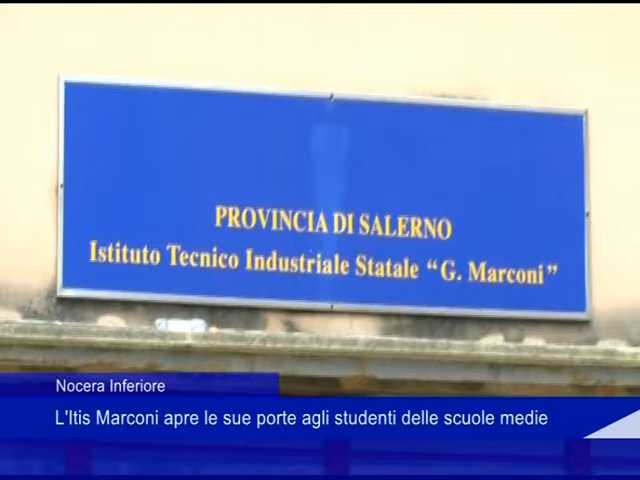 PROVINCIA DI SALERNO
Istituto Tecnico Industriale Statale “G. Marconi”
Nocera Inferiore
L'Itis Marconi apre le sue porte agli studenti delle scuole medie